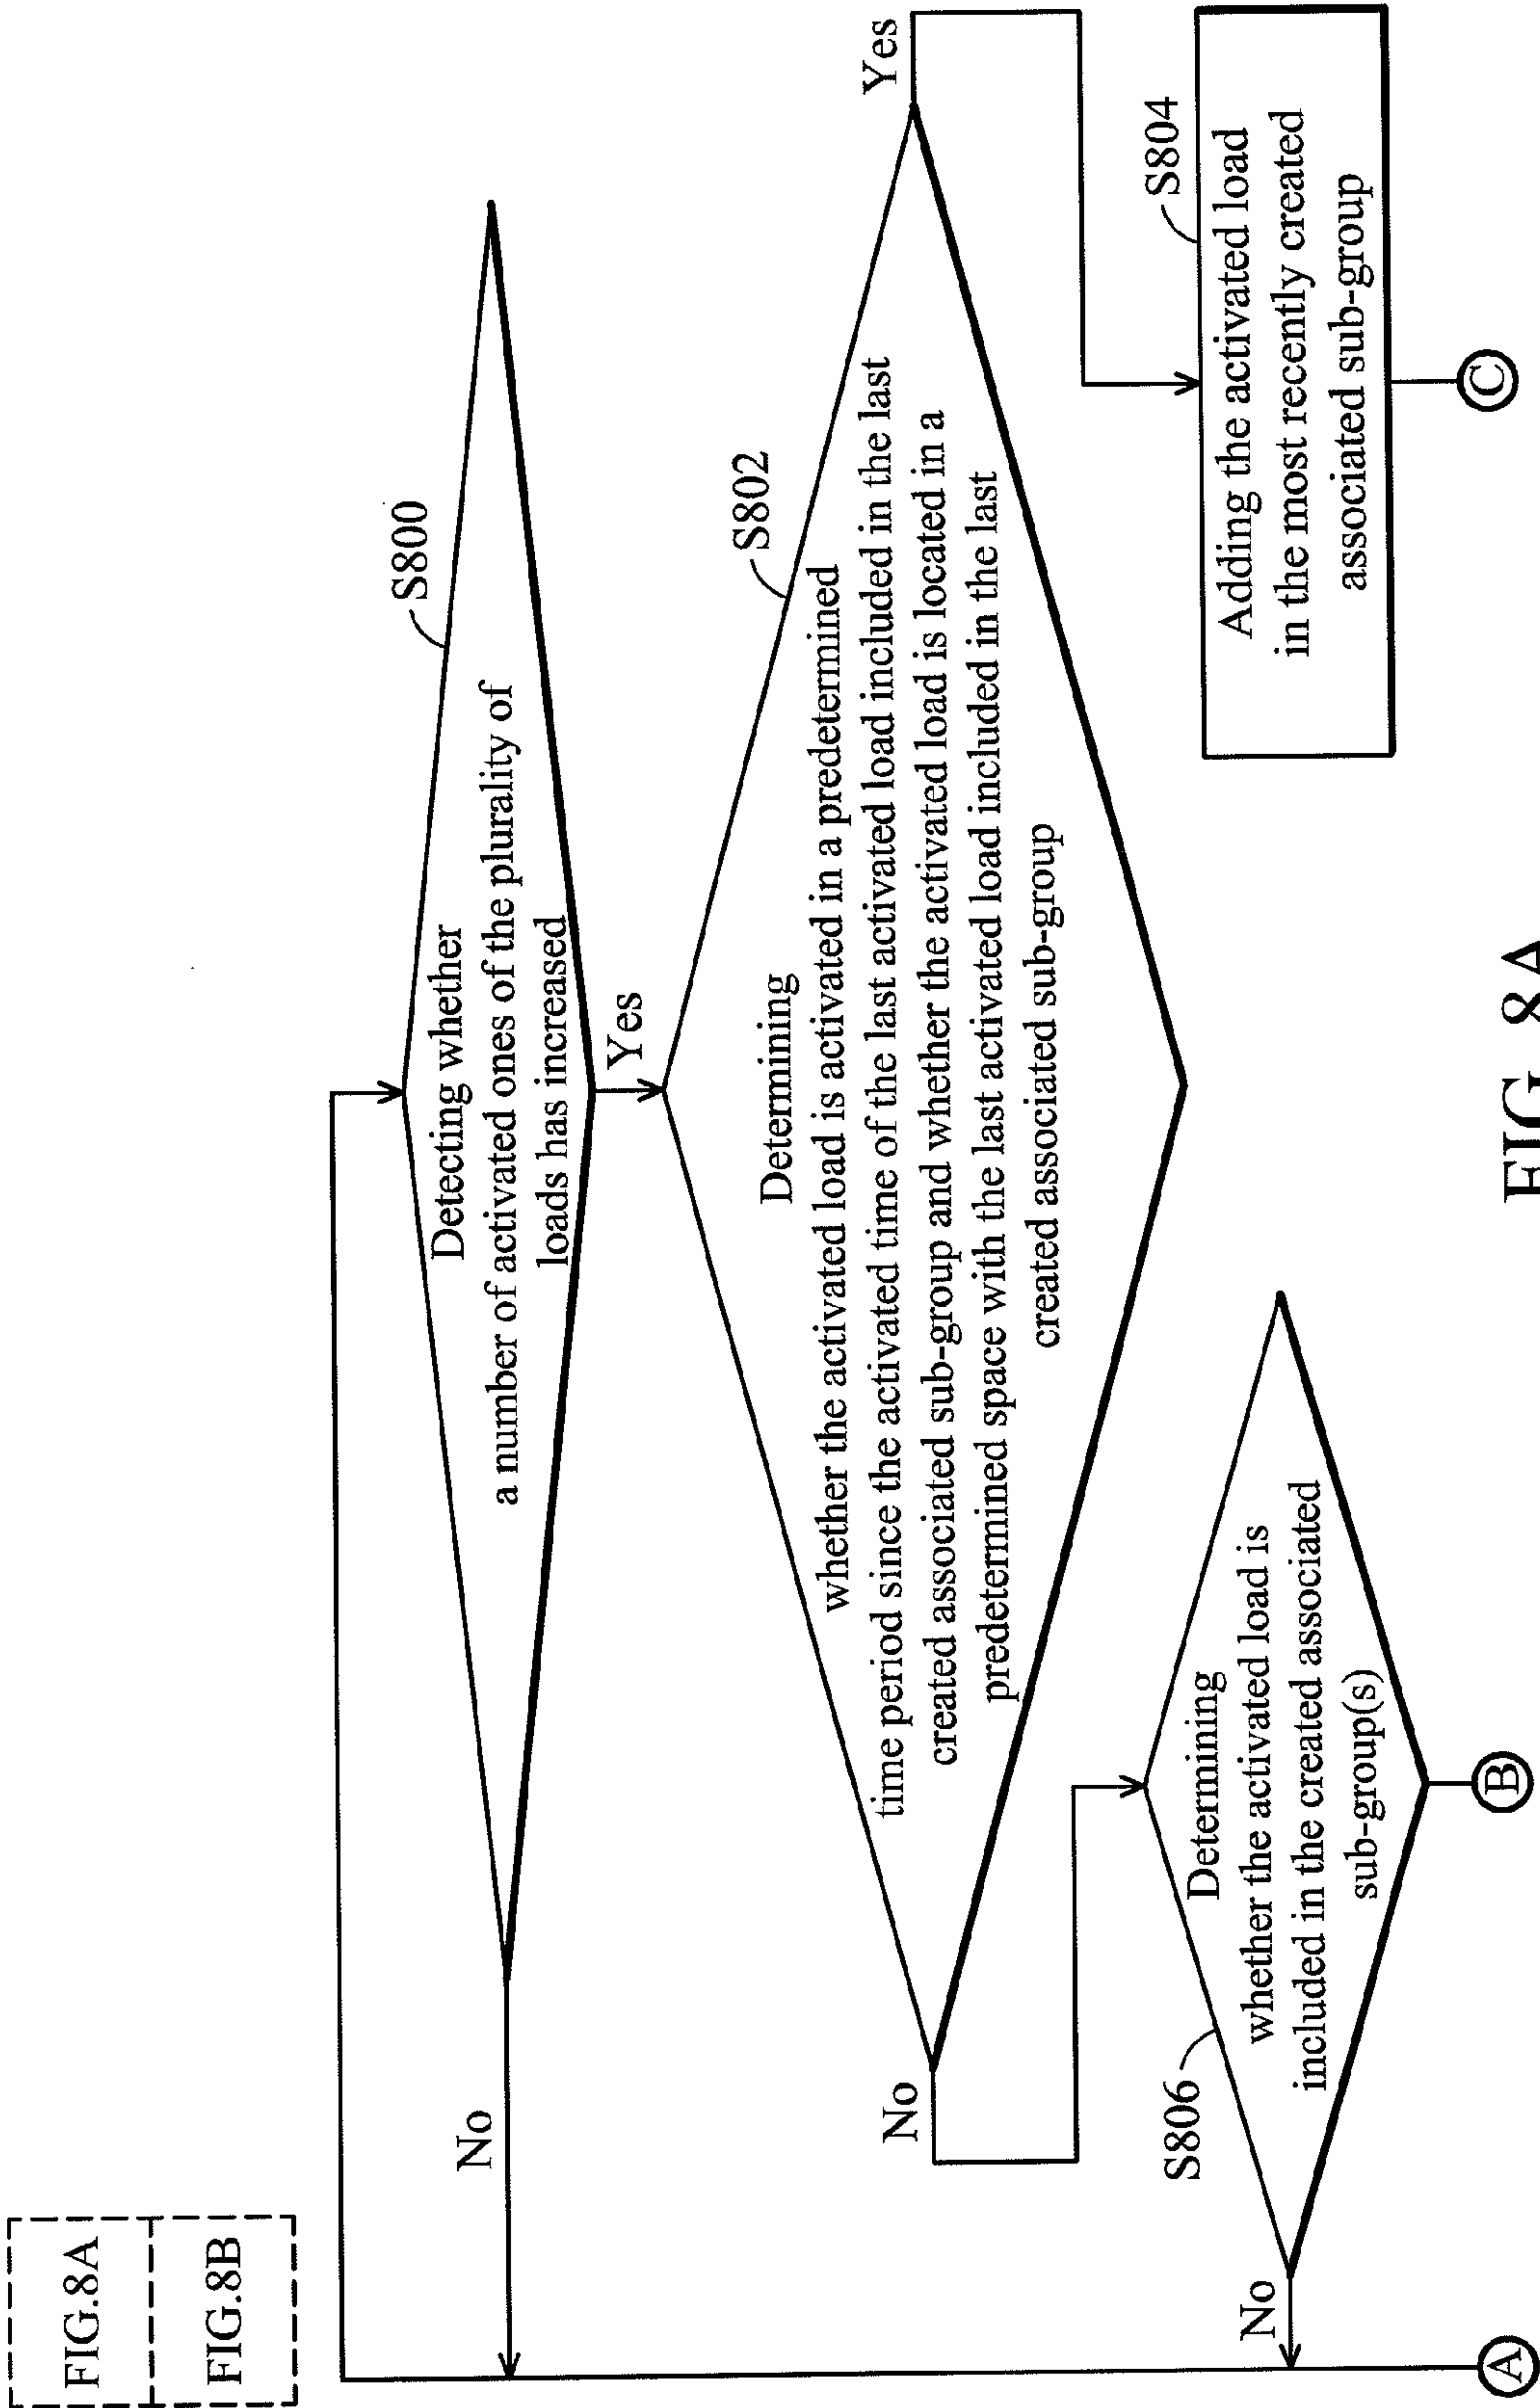 FIG.8A
FIG.8B
S800
Detecting whether
a number of activated ones of the plurality of
loads has increased
No
Yes
S802
Determining
whether the activated load is activated in a predetermined
time period since the activated time of the last activated load included in the last
created associated sub-group and whether the activated load is located in a
predetermined space with the last activated load included in the last
created associated sub-group
No
Yes
S806
Determining
whether the activated load is
included in the created associated
sub-group(s)
No
S804
Adding the activated load
in the most recently created
associated sub-group
A
B
C
FIG. 8A